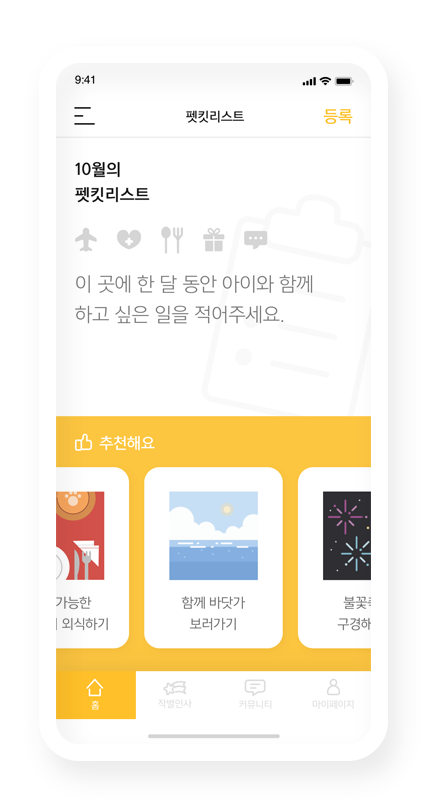 9:41
펫킷리스트
등록
10월의
펫킷리스트
이 곳에 한 달 동안 아이와 함께
하고 싶은 일을 적어주세요.
추천해요
가능한
외식하기
함께 바닷가
보러가기
불꽃
구경해
홈
작별인사
커뮤니티
마이페이지